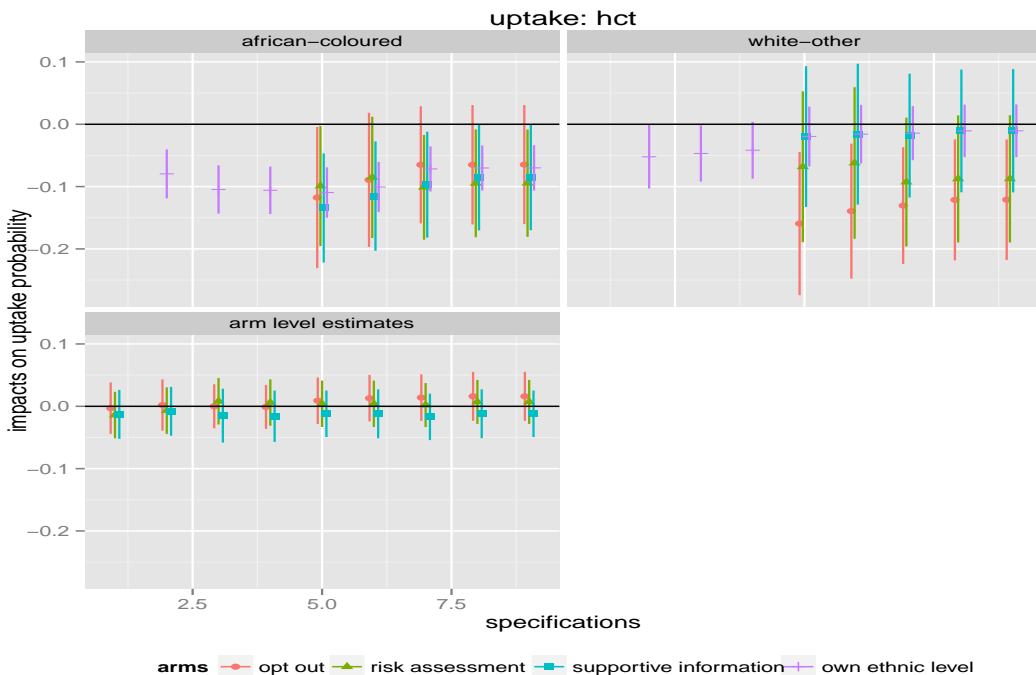 uptake: hct
african−coloured
white−other
0.1
0.0
−0.1
−0.2
arm level estimates
0.1
0.0
−0.1
−0.2
impacts on uptake probability
2.5
5.0
7.5
specifications
arms opt out risk assessment supportive information own ethnic level